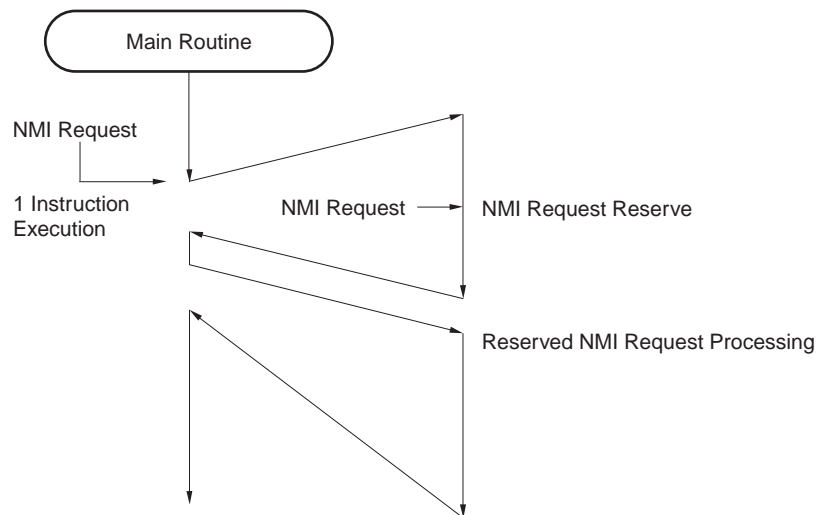 Main Routine
NMI Request
1 Instruction
Execution
NMI Request
NMI Request Reserve
Reserved NMI Request Processing